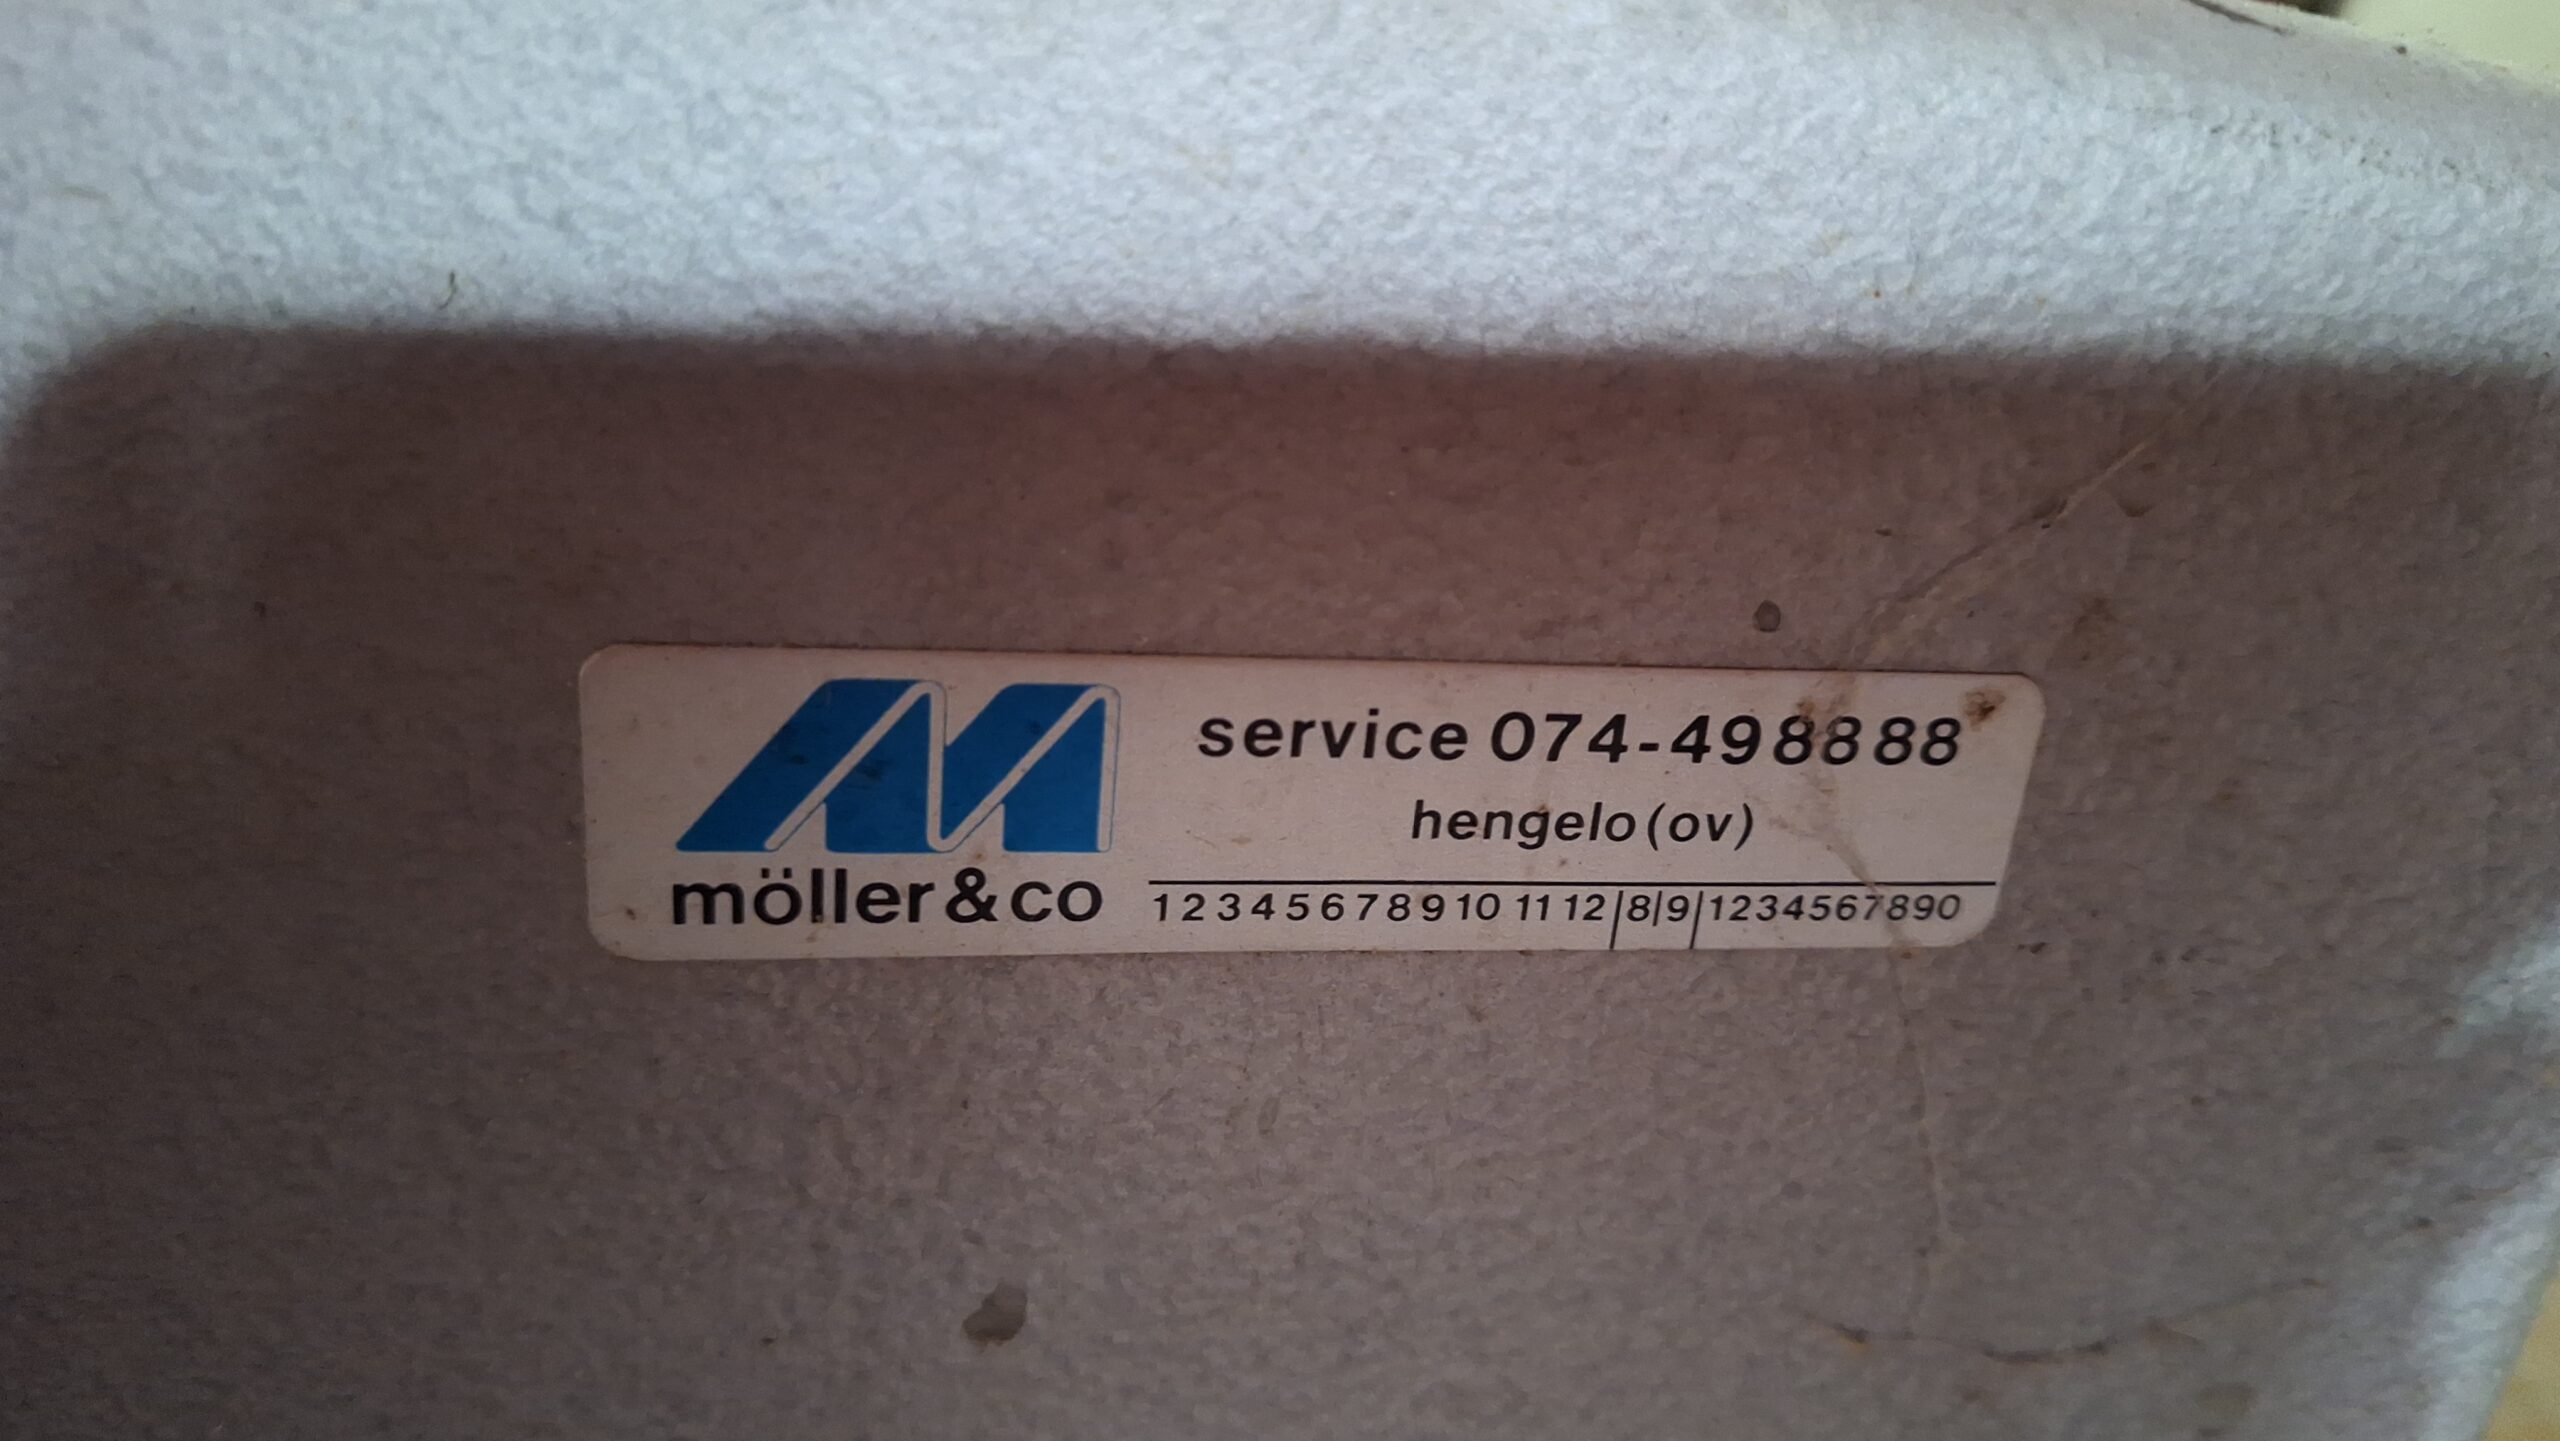 service 074-498888
hengelo (ov)
möller & co
1 2 3 4 5 6 7 8 9 10 11 12 / 8 | 9 / 1 2 3 4 5 6 7 8 9 0